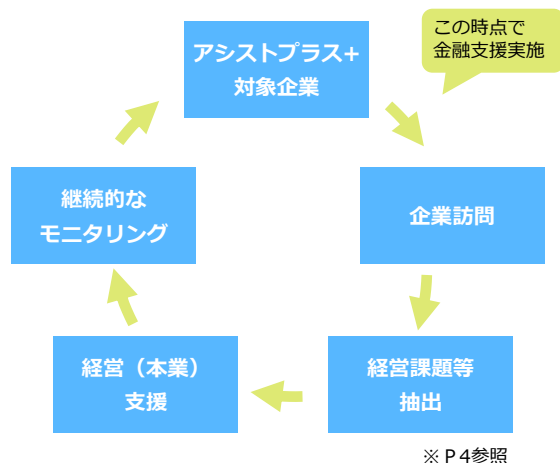 アシストプラス+
対象企業
この時点で
金融支援実施
企業訪問
経営課題等
抽出
※P4参照
経営（本業）
支援
継続的な
モニタリング